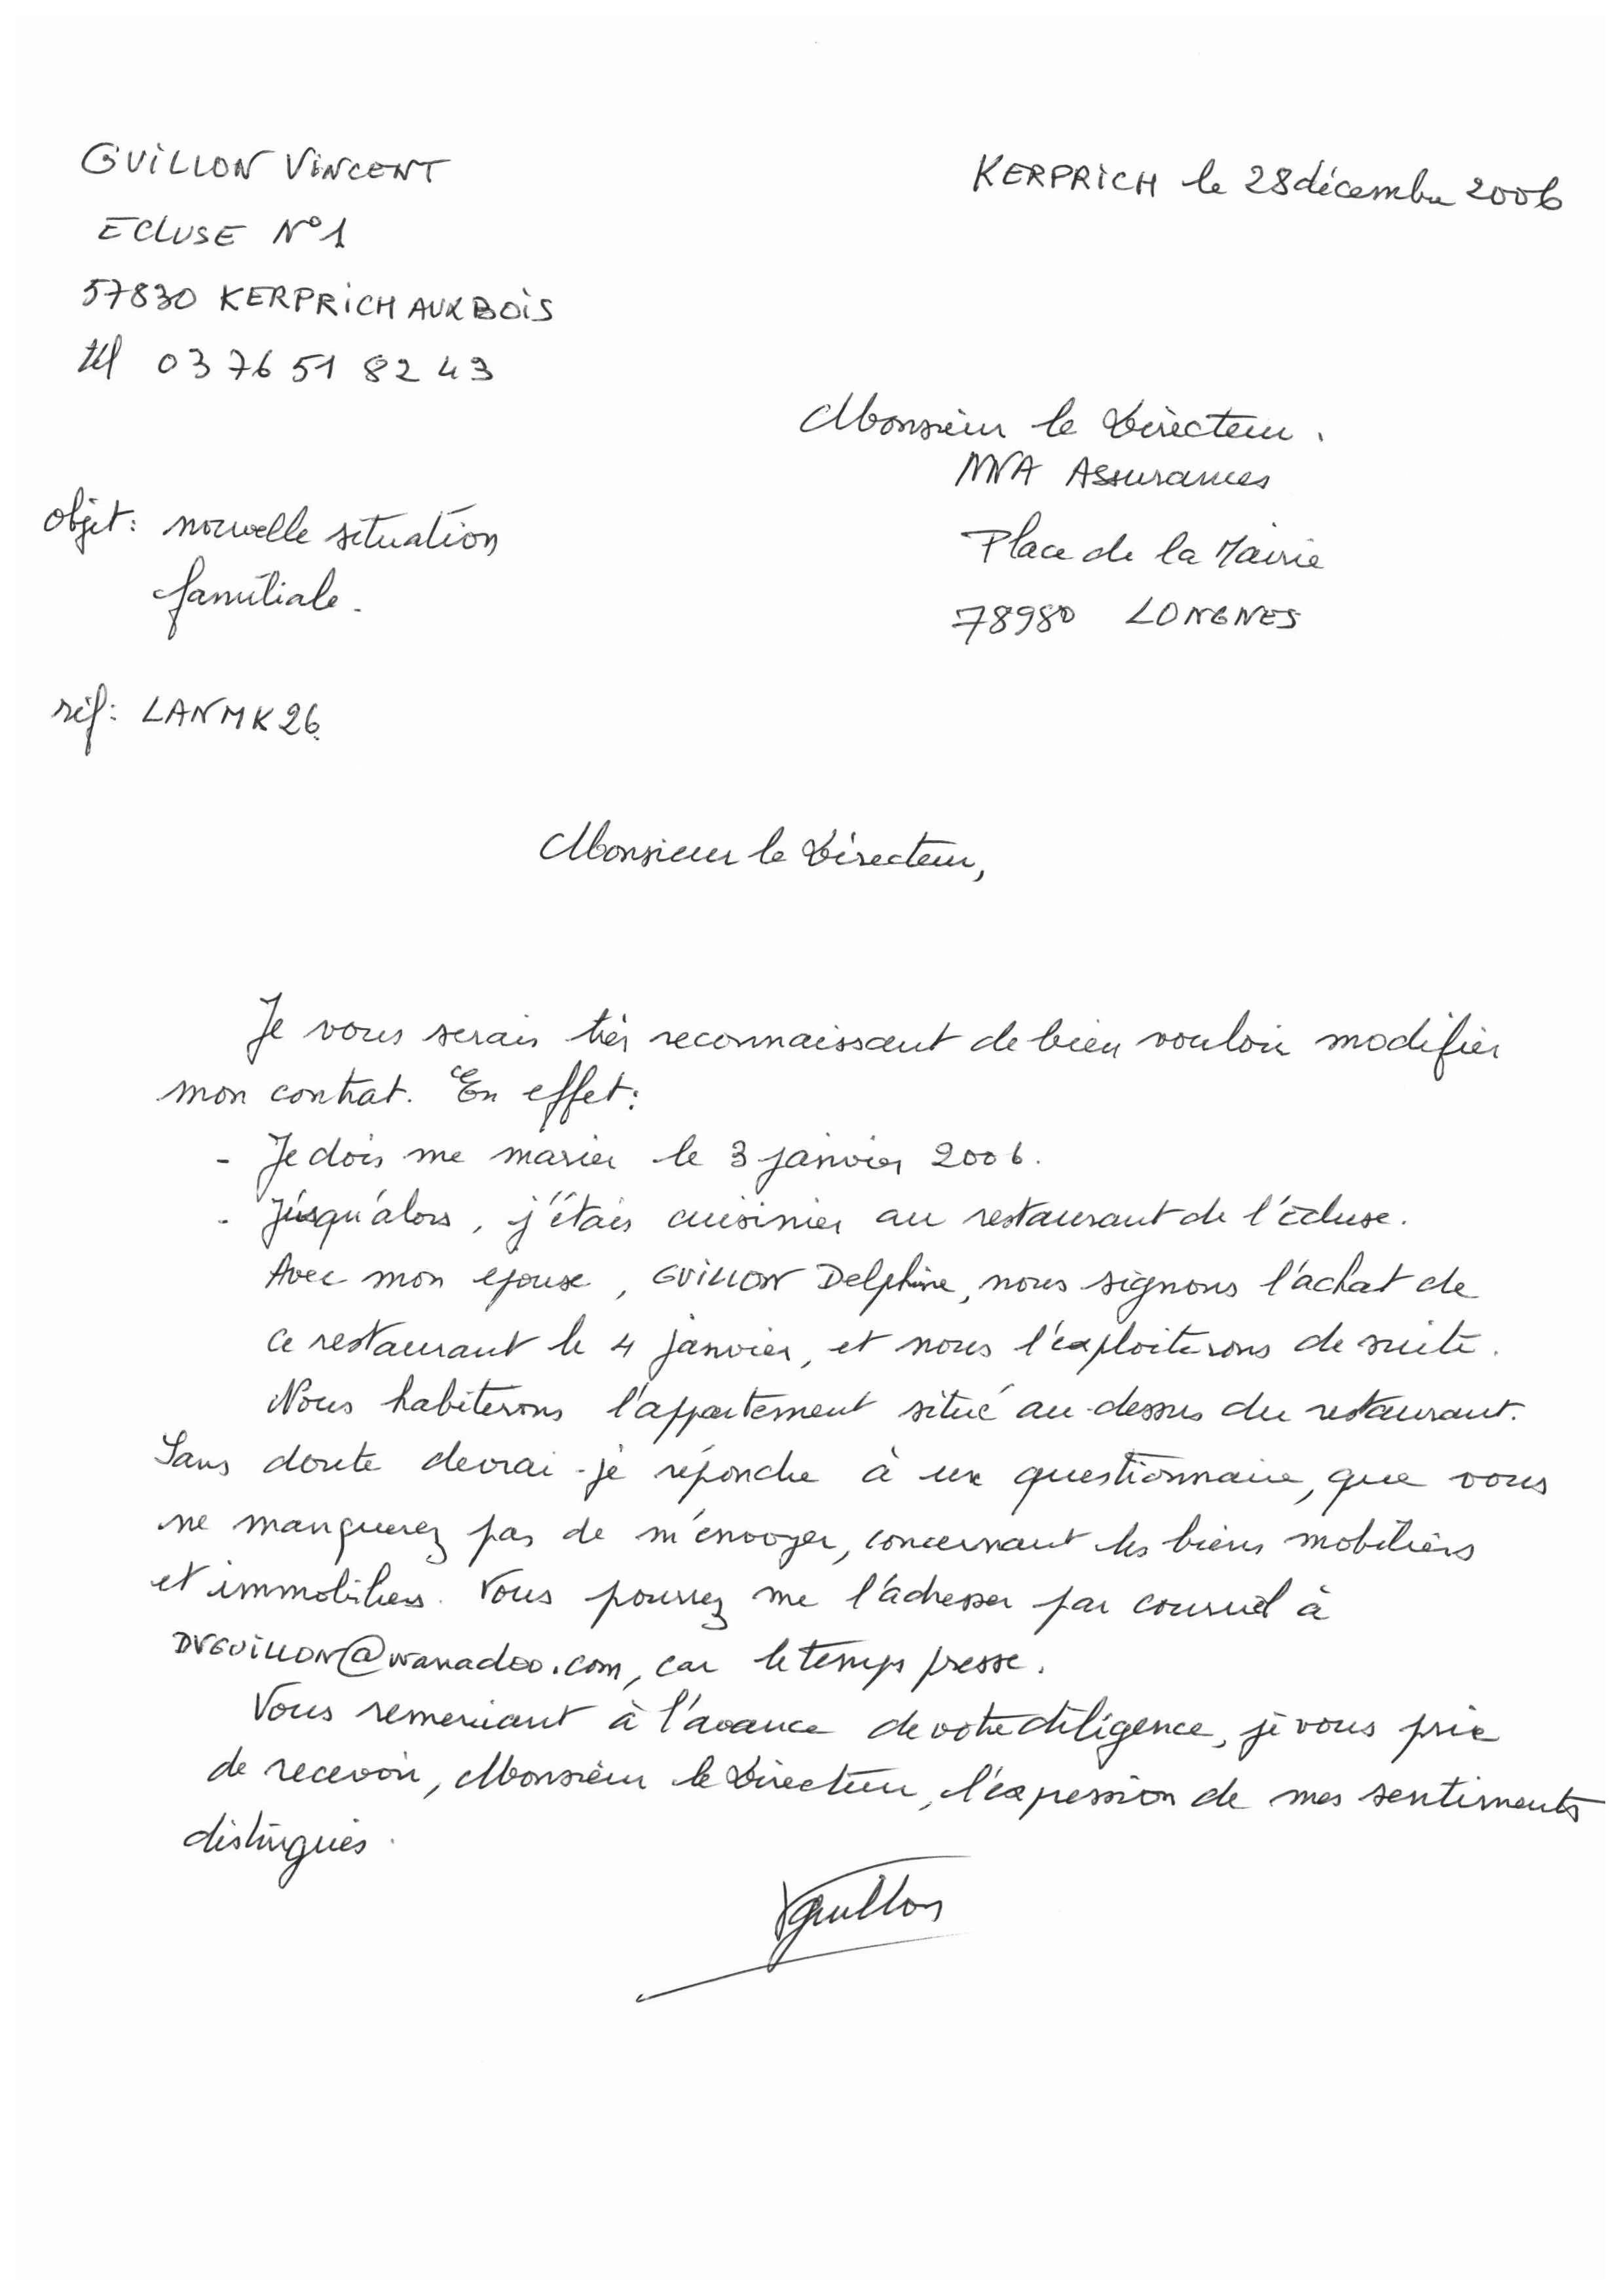 GUILLON VINCENT
KERPRICH le 28 décembre 2006
ECLUSE N°1
57830 KERPRICH AUX BOIS
tél 03 76 51 82 43
Monsieur le Directeur.
MNA Assurances
Place de la Mairie
78980 LONGNES
objet: nouvelle situation
familiale.
réf: LANMK26.
Monsieur le Directeur,
Je vous serais très reconnaissant de bien vouloir modifier
mon contrat. En effet:
- Je dois me marier le 3 janvier 2006.
- Jusqu'alors, j'étais cuisinier au restaurant de l'écluse.
Avec mon epouse, GUILLON Delphine, nous signons l'achat de
ce restaurant le 4 janvier, et nous l'exploiterons de suite.
Nous habiterons l'appartement situé au-dessus du restaurant.
Sans doute devrai-je répondre à un questionnaire, que vous
ne manquerez pas de m'envoyer, concernant les biens mobiliers
et immobiliers. Vous pourrez me l'adresser par courriel à
DVGUILLON@wanadoo.com, car le temps presse.
Vous remerciant à l'avance de votre diligence, je vous prie
de recevoir, Monsieur le Directeur, l'expession de mes sentiments
distingués.
VGuillon